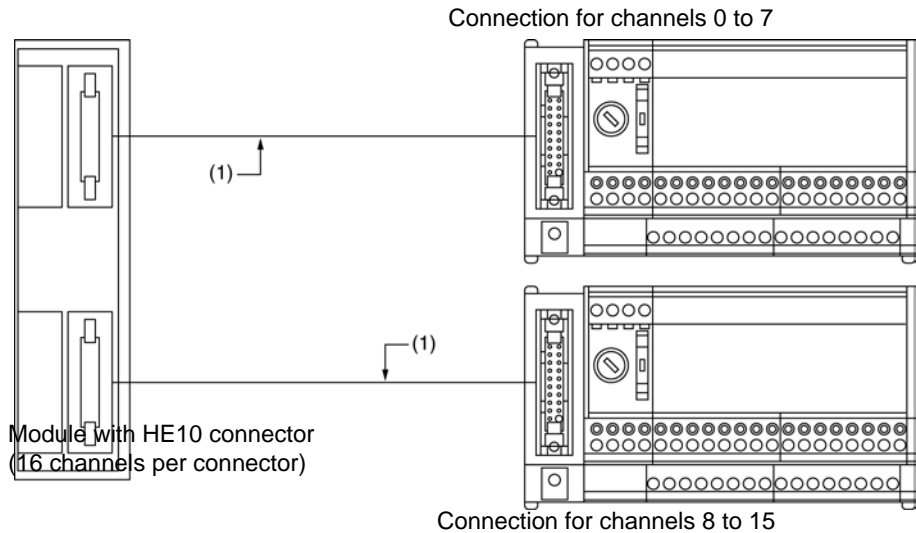 Connection for channels 0 to 7
(1)
(1)
Module with HE10 connector
(16 channels per connector)
Connection for channels 8 to 15